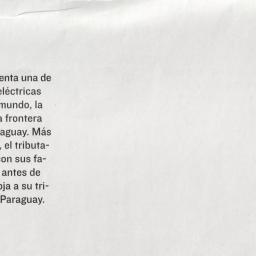 enta una de
eléctricas
mundo, la
a frontera
aguay. Más
, el tributa-
con sus fa-
antes de
oja a su tri-
Paraguay.